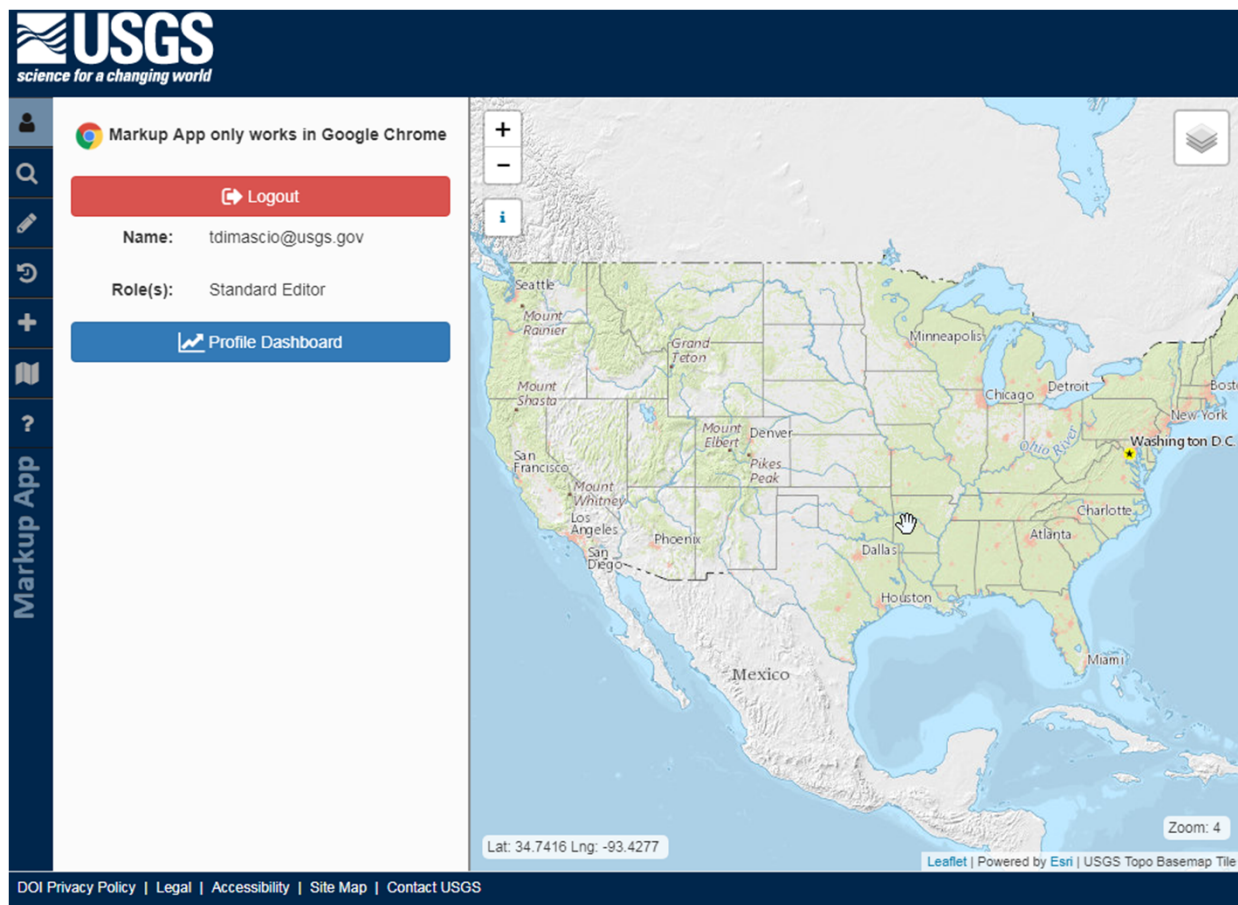 USGS
science for a changing world
Markup App only works in Google Chrome
Logout
Name: tdimascio@usgs.gov
Role(s): Standard Editor
Profile Dashboard
?
Markup App
+
−
i
Seattle
Mount
Rainier
Grand
Teton
Minneapolis
Mount
Shasta
Chicago
Detroit
Bost
New York
Mount
Elbert
Denver
Ohio River
Washington D.C.
San
Francisco
Pikes
Peak
Mount
Whitney
Los
Angeles
Phoenix
Charlotte
Atlanta
San
Diego
Dallas
Houston
Miami
Mexico
Lat: 34.7416 Lng: -93.4277
Zoom: 4
Leaflet | Powered by Esri | USGS Topo Basemap Tile
DOI Privacy Policy | Legal | Accessibility | Site Map | Contact USGS